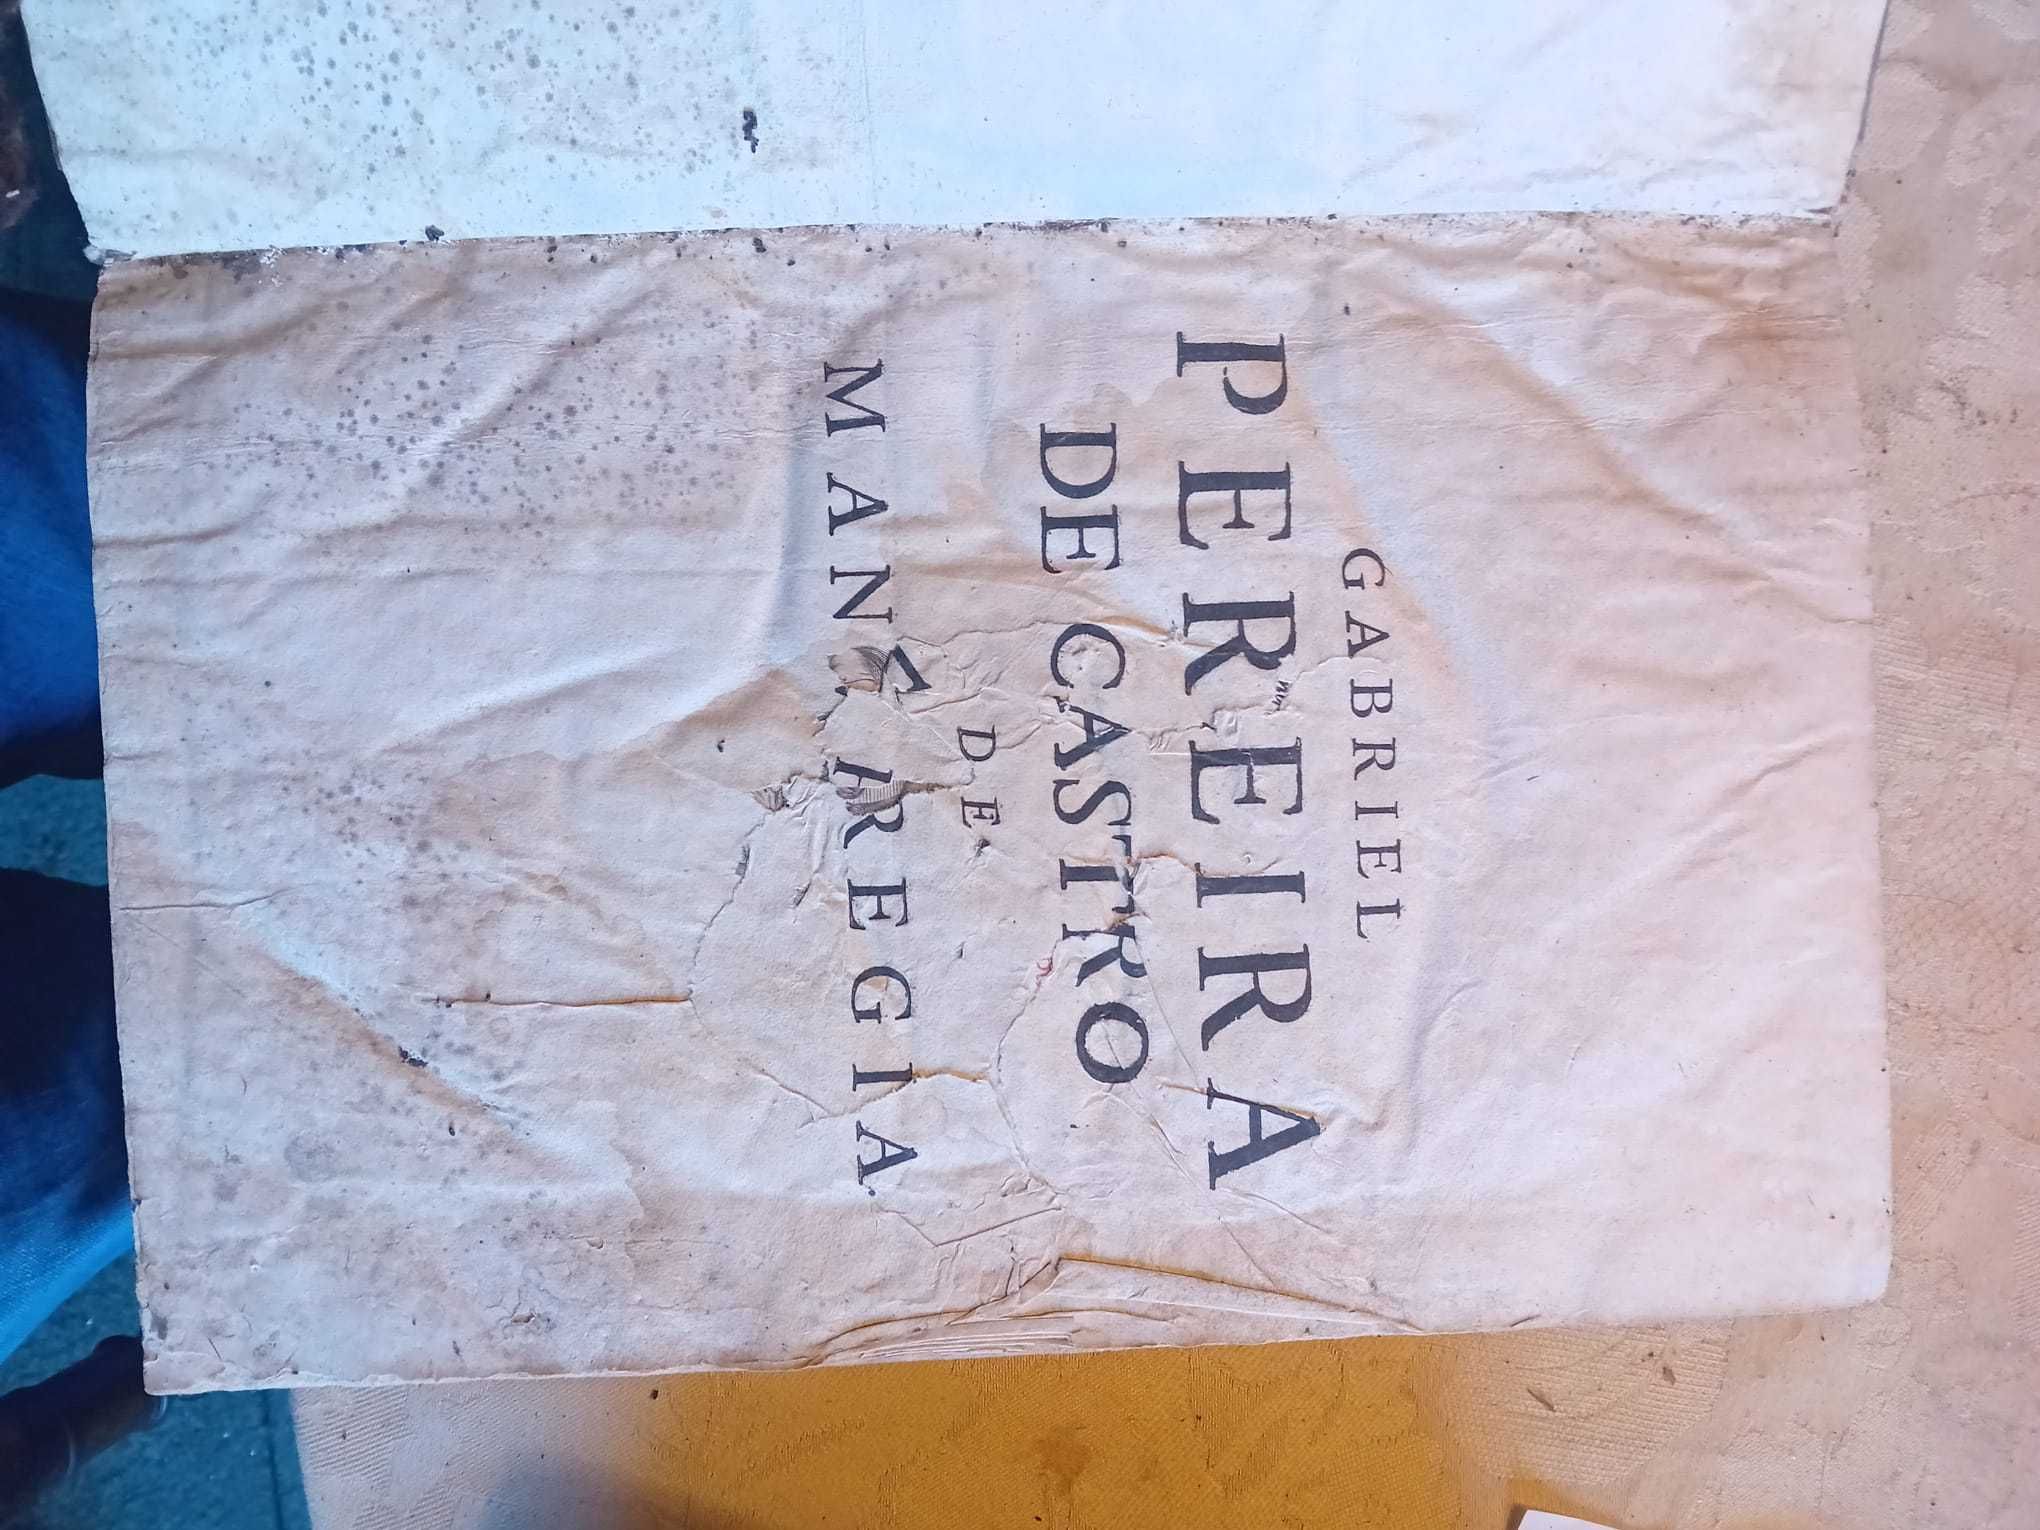 GABRIEL
PEREIRA
DE CASTRO
DE
MANU REGIA.